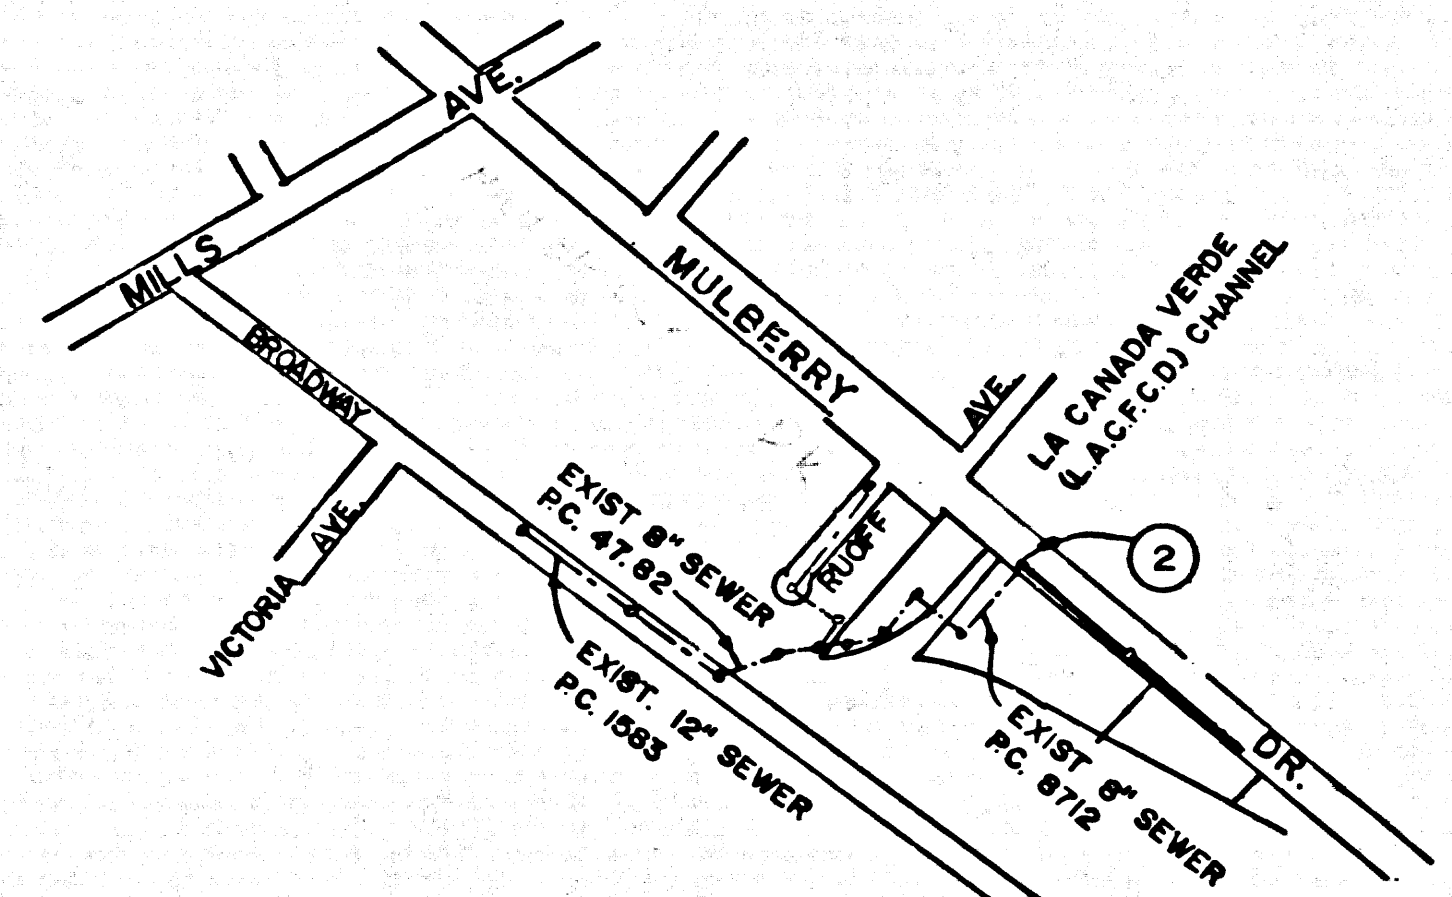 MILLS AVE.
MULBERRY DR.
BROADWAY
VICTORIA AVE.
RUOFF AVE.
LA CANADA VERDE
(L.A.C.F.C.D.) CHANNEL
EXIST 8" SEWER
P.C. 47.82
2
EXIST. 12" SEWER
P.C. 1583
EXIST 8" SEWER
P.C. 8712